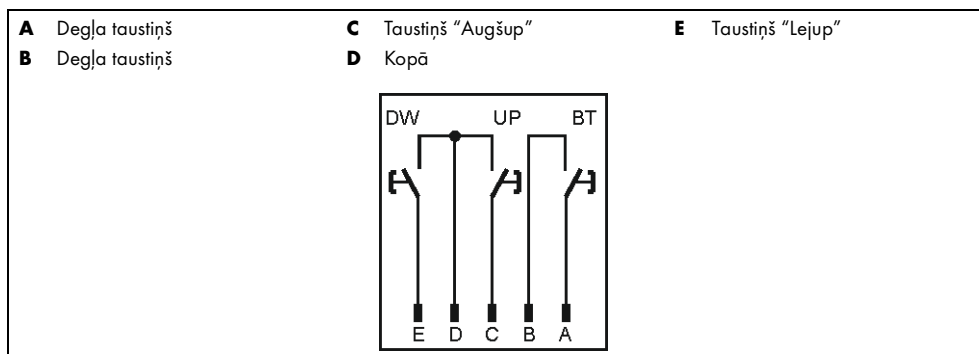 A Degļa taustiņš
B Degļa taustiņš
C Taustiņš “Augšup”
D Kopā
E Taustiņš “Lejup”
DW UP BT
E D C B A